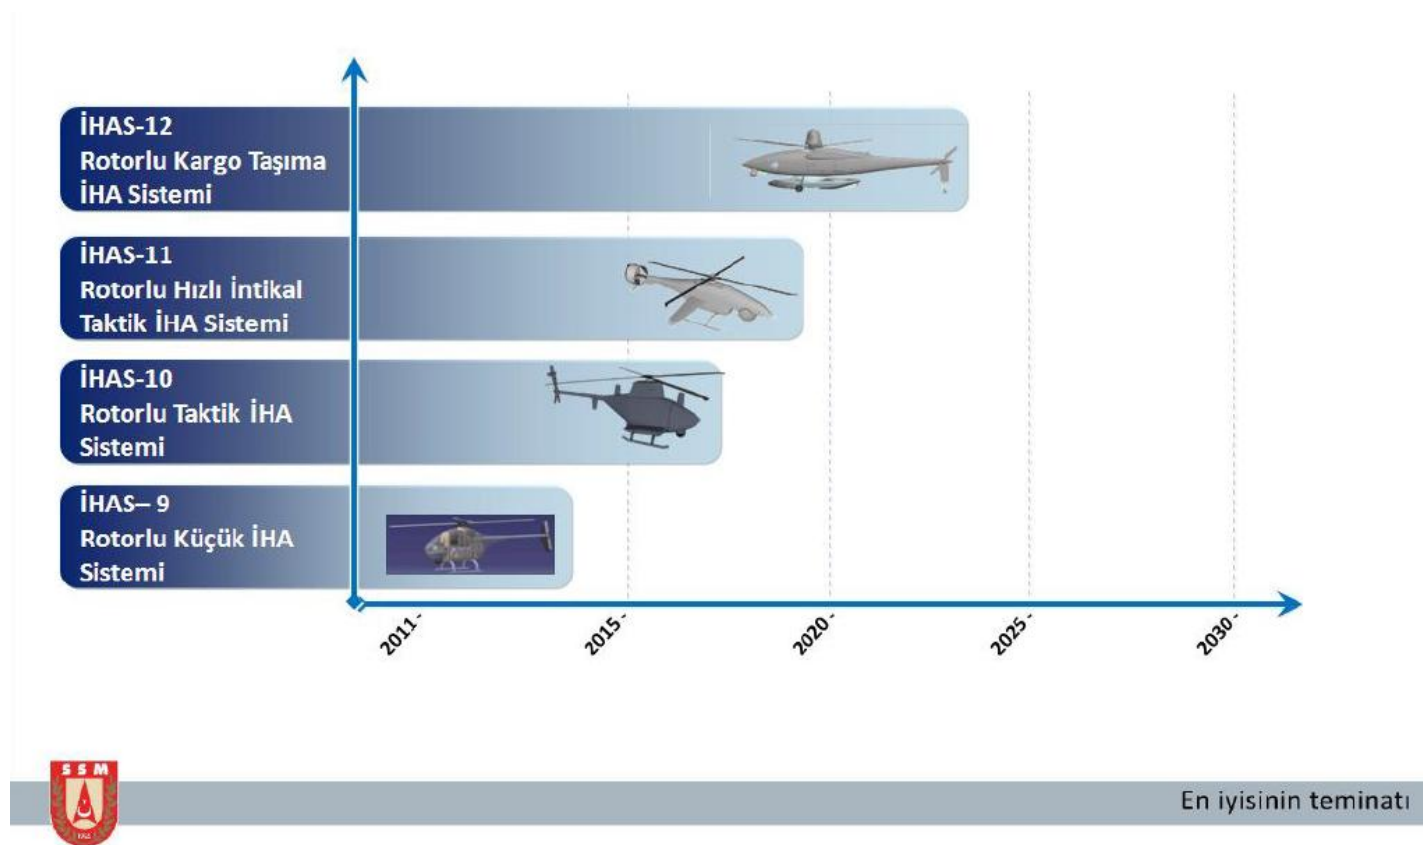 İHAS-12
Rotorlu Kargo Taşıma
İHA Sistemi
İHAS-11
Rotorlu Hızlı İntikal
Taktik İHA Sistemi
İHAS-10
Rotorlu Taktik İHA
Sistemi
İHAS– 9
Rotorlu Küçük İHA
Sistemi
2011-
2015-
2020-
2025-
2030-
SSM
En iyisinin teminatı